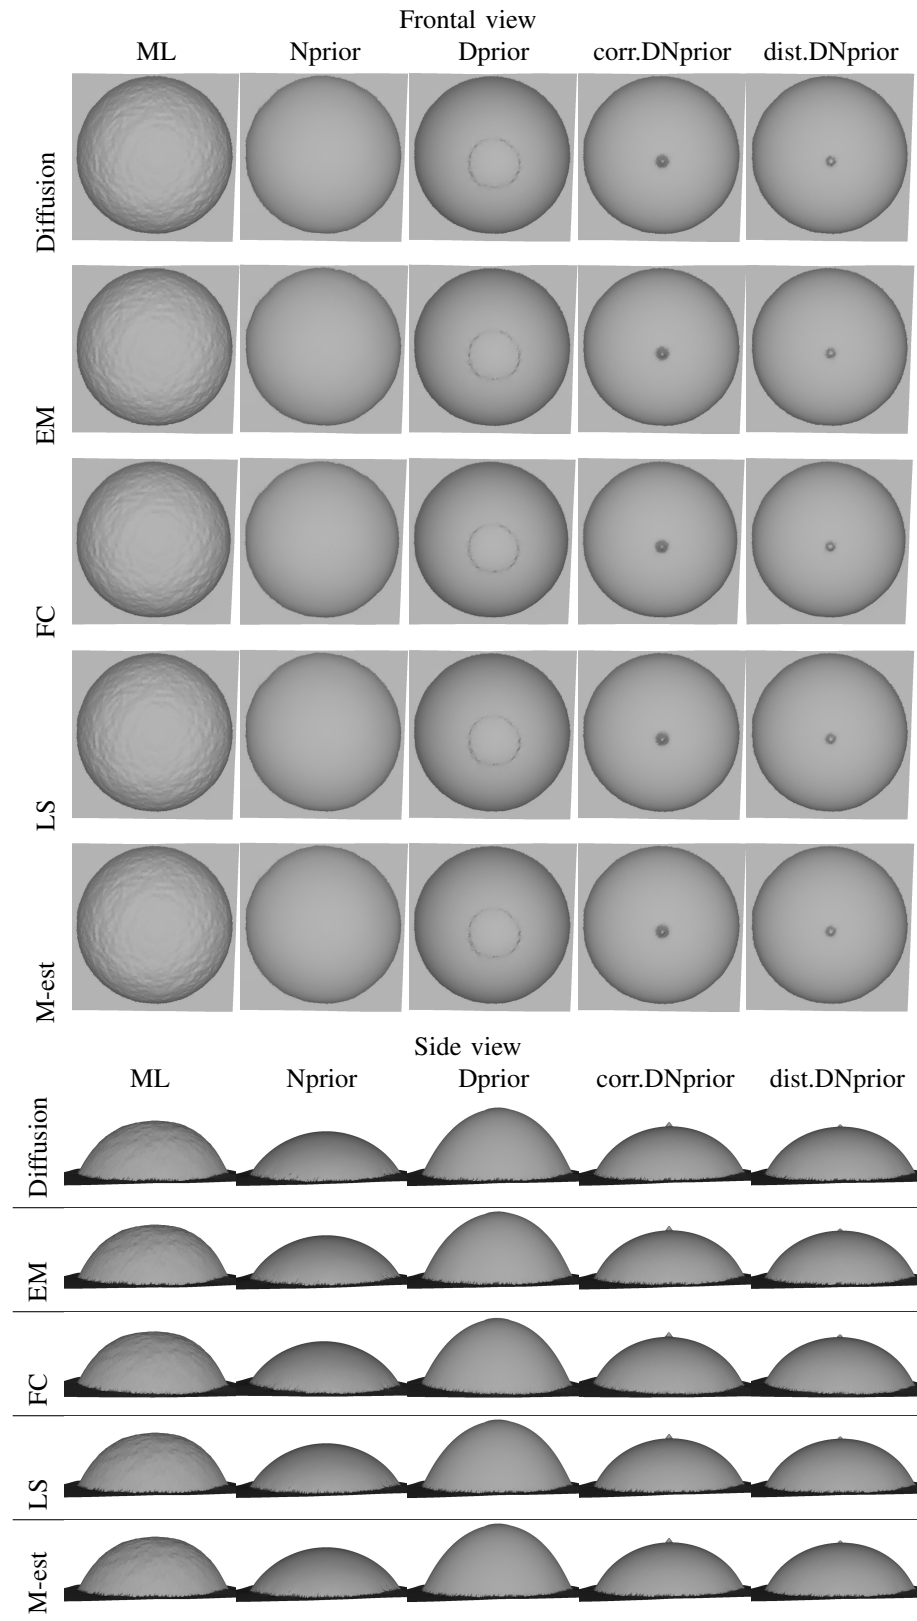 Frontal view
ML Nprior Dprior corr.DNprior dist.DNprior
Diffusion
EM
FC
LS
M-est
Side view
ML Nprior Dprior corr.DNprior dist.DNprior
Diffusion
EM
FC
LS
M-est